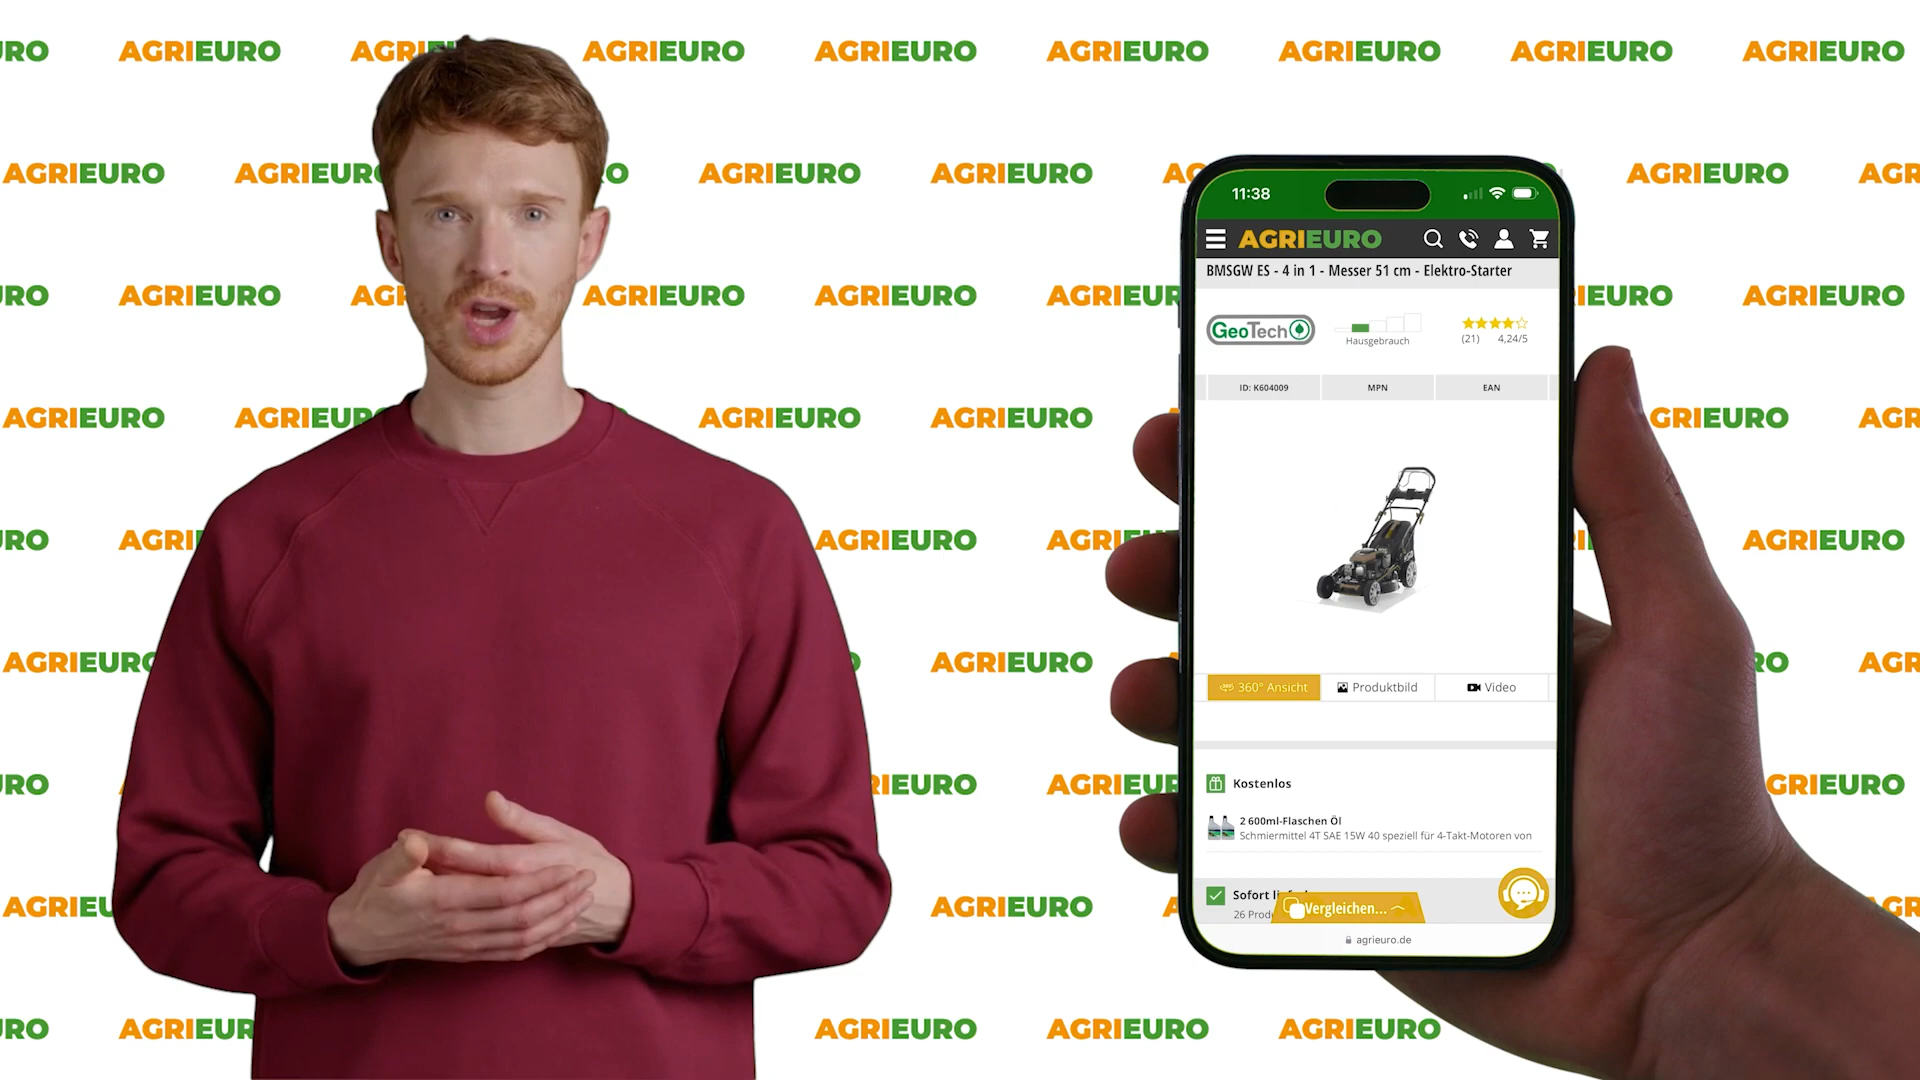 AGRIEURO
11:38
AGRIEURO
BMSGW ES - 4 in 1 - Messer 51 cm - Elektro-Starter
GeoTech
Hausgebrauch
(21) 4,24/5
ID: K604009 MPN EAN
360° Ansicht Produktbild Video
Kostenlos
2 600ml-Flaschen Öl
Schmiermittel 4T SAE 15W 40 speziell für 4-Takt-Motoren von
Sofort
26
Vergleichen...
agrieuro.de